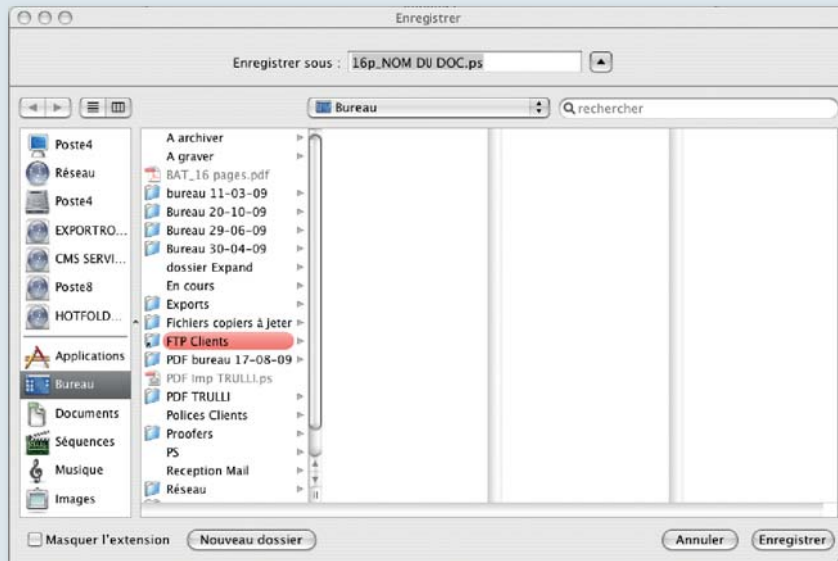 Enregistrer
Enregistrer sous : 16p_NOM DU DOC.ps
Bureau
rechercher
Poste4
Réseau
Poste4
EXPORTRO...
CMS SERVI...
Poste8
HOTFOLD...
Applications
Bureau
Documents
Séquences
Musique
Images
A archiver
A graver
BAT_16 pages.pdf
bureau 11-03-09
Bureau 20-10-09
Bureau 29-06-09
Bureau 30-04-09
dossier Expand
En cours
Exports
Fichiers copiers à jeter
FTP Clients
PDF bureau 17-08-09
PDF Imp TRULLI.ps
PDF TRULLI
Polices Clients
Proofers
PS
Reception Mail
Réseau
Masquer l'extension
Nouveau dossier
Annuler
Enregistrer